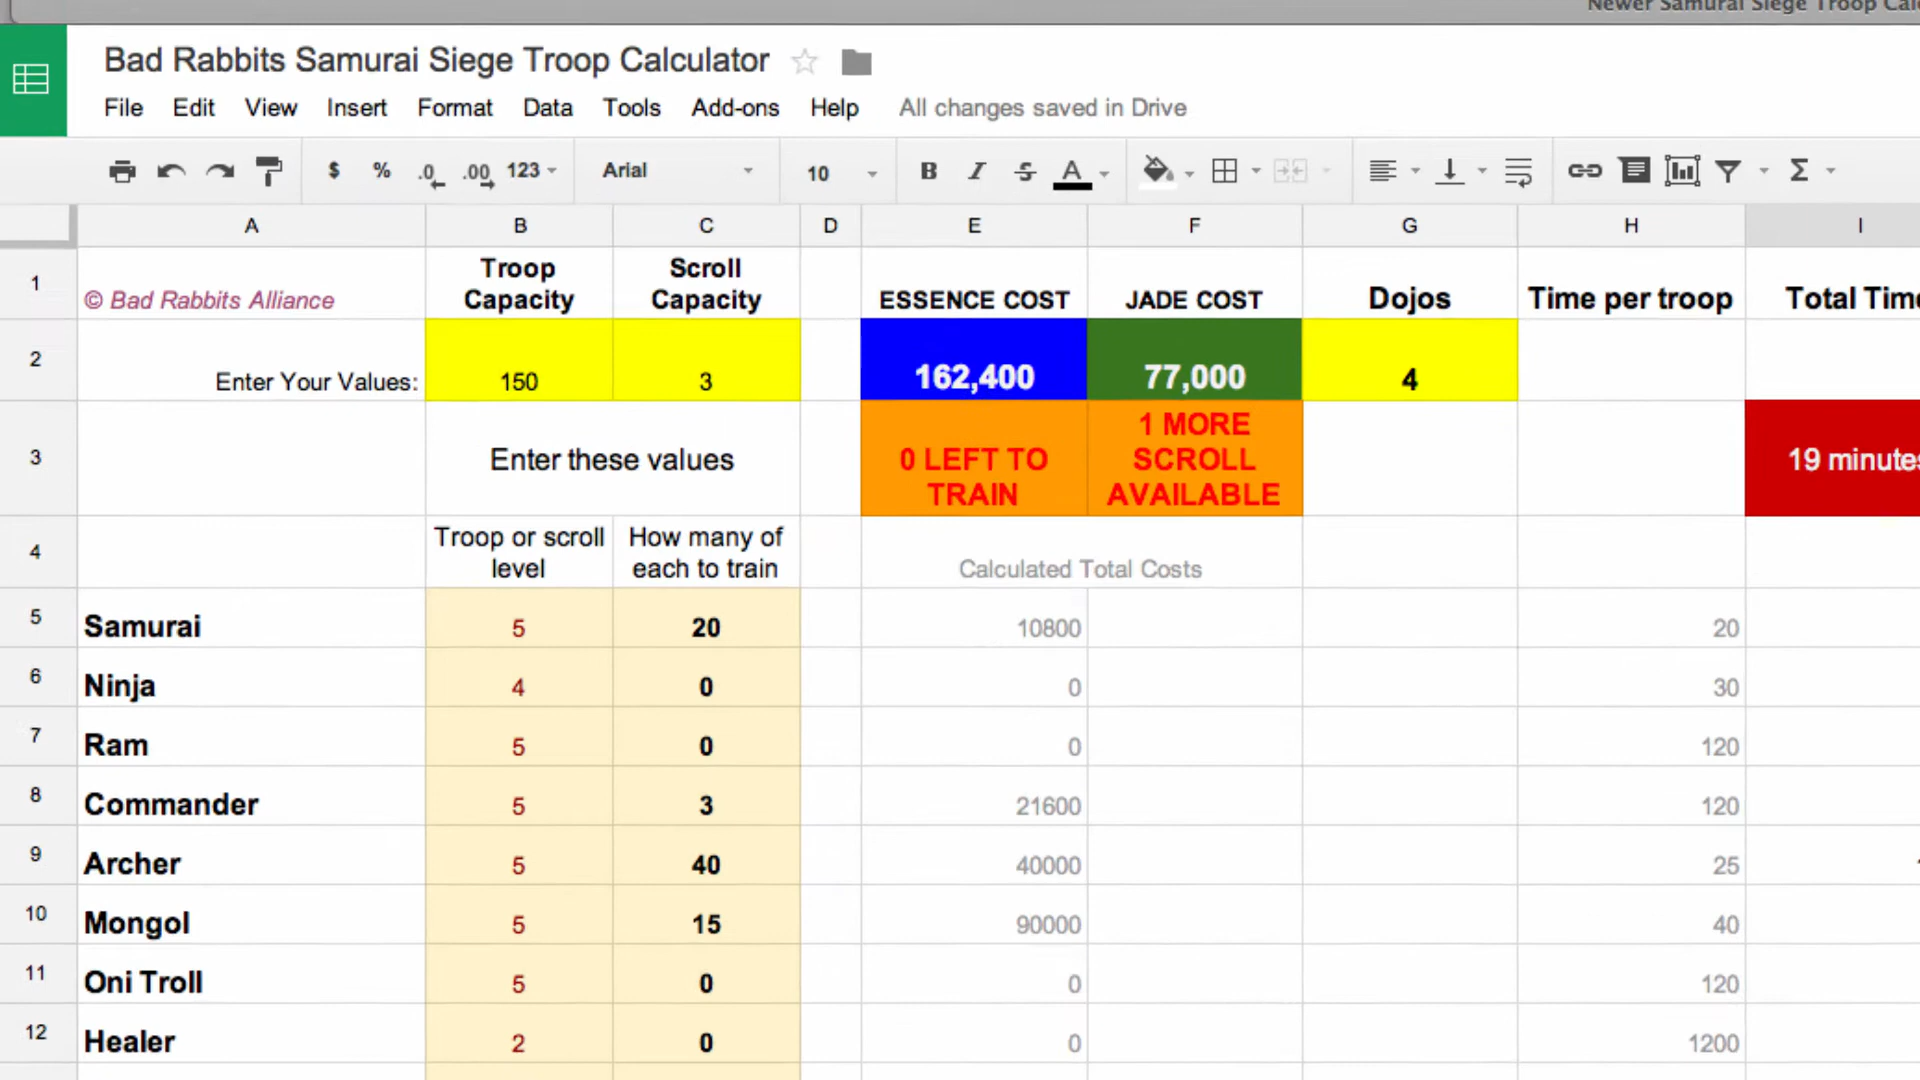 Newer Samurai Siege Troop Cal
Bad Rabbits Samurai Siege Troop Calculator
File Edit View Insert Format Data Tools Add-ons Help All changes saved in Drive
$ % .0 .00 123 Arial 10 B I S A Σ
A B C D E F G H I
1 © Bad Rabbits Alliance Troop Capacity Scroll Capacity ESSENCE COST JADE COST Dojos Time per troop Total Time
2 Enter Your Values: 150 3 162,400 77,000 4
3 Enter these values 0 LEFT TO TRAIN 1 MORE SCROLL AVAILABLE 19 minutes
4 Troop or scroll level How many of each to train Calculated Total Costs
5 Samurai 5 20 10800 20
6 Ninja 4 0 0 30
7 Ram 5 0 0 120
8 Commander 5 3 21600 120
9 Archer 5 40 40000 25
10 Mongol 5 15 90000 40
11 Oni Troll 5 0 0 120
12 Healer 2 0 0 1200